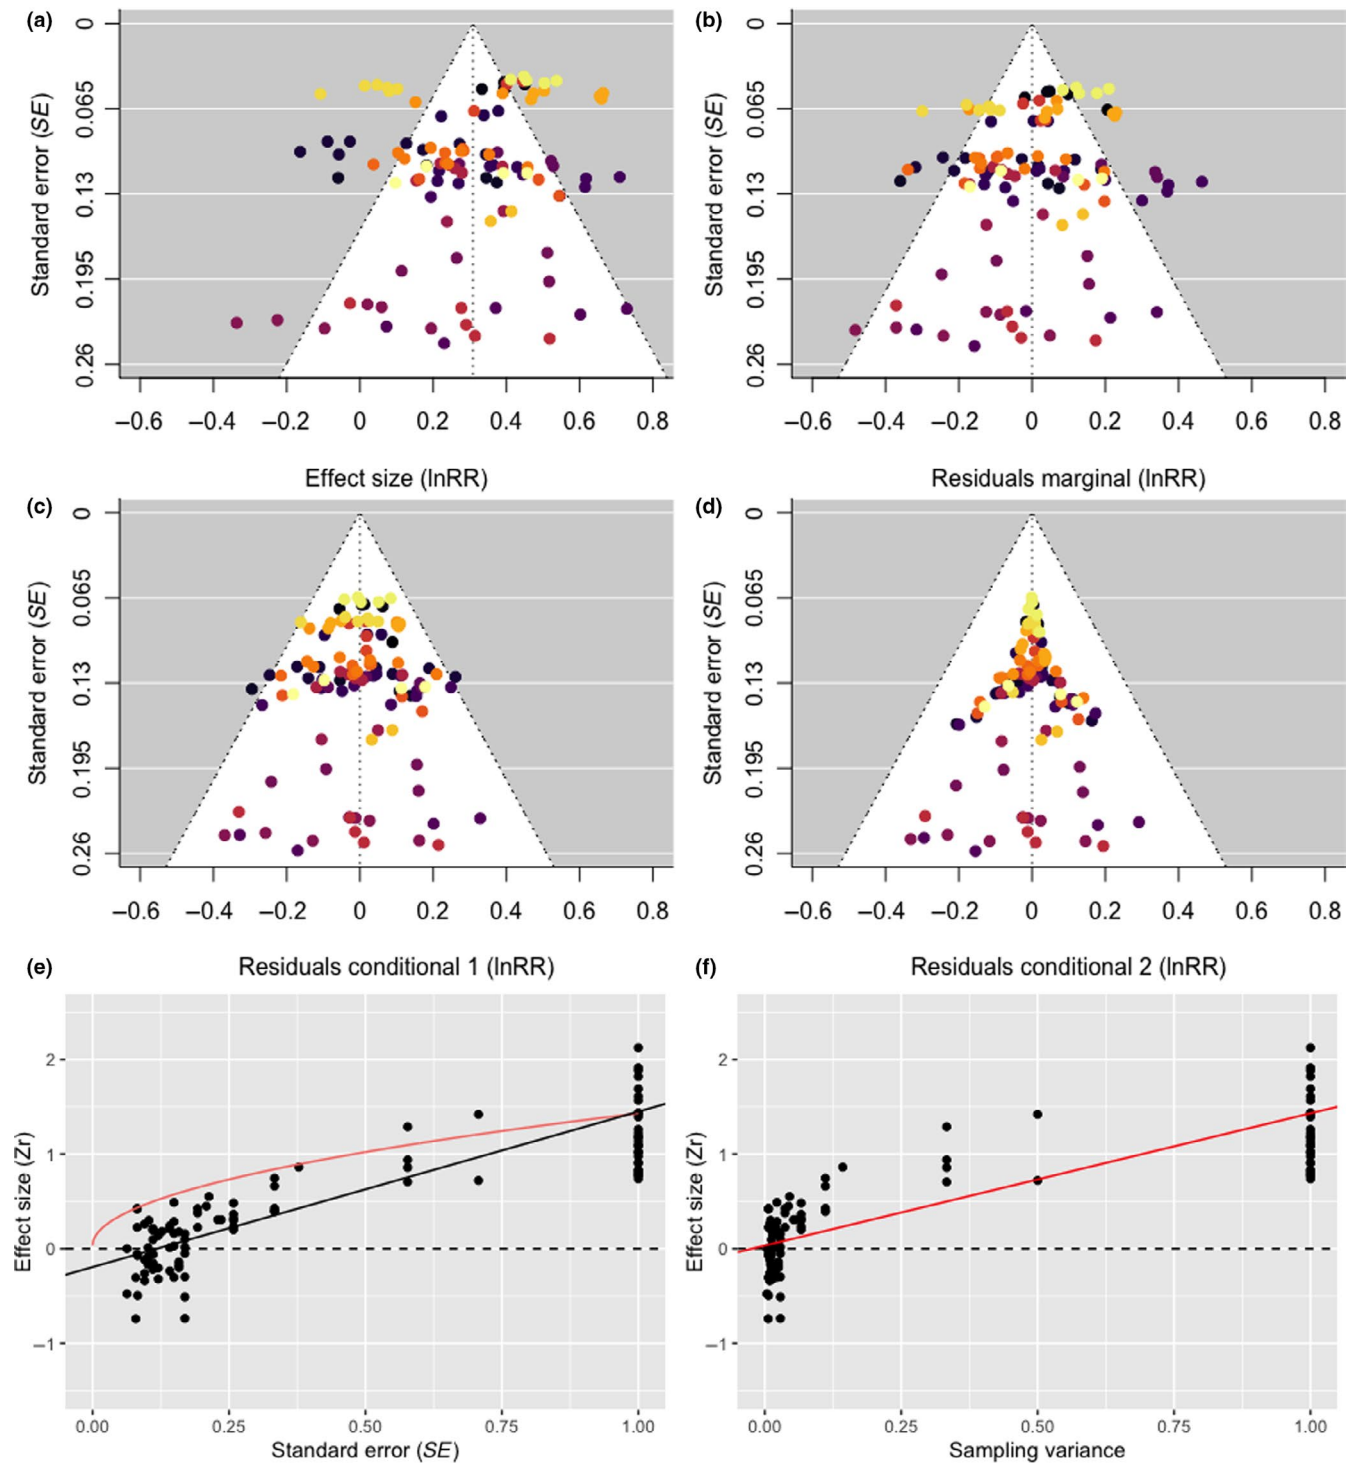 (a)
0
0.065
0.13
0.195
0.26
Standard error (SE)
−0.6 −0.4 −0.2 0 0.2 0.4 0.6 0.8
Effect size (lnRR)
(b)
0
0.065
0.13
0.195
0.26
Standard error (SE)
−0.6 −0.4 −0.2 0 0.2 0.4 0.6 0.8
Residuals marginal (lnRR)
(c)
0
0.065
0.13
0.195
0.26
Standard error (SE)
−0.6 −0.4 −0.2 0 0.2 0.4 0.6 0.8
Residuals conditional 1 (lnRR)
(d)
0
0.065
0.13
0.195
0.26
Standard error (SE)
−0.6 −0.4 −0.2 0 0.2 0.4 0.6 0.8
Residuals conditional 2 (lnRR)
(e)
2
1
0
−1
Effect size (Zr)
0.00 0.25 0.50 0.75 1.00
Standard error (SE)
(f)
2
1
0
−1
Effect size (Zr)
0.00 0.25 0.50 0.75 1.00
Sampling variance